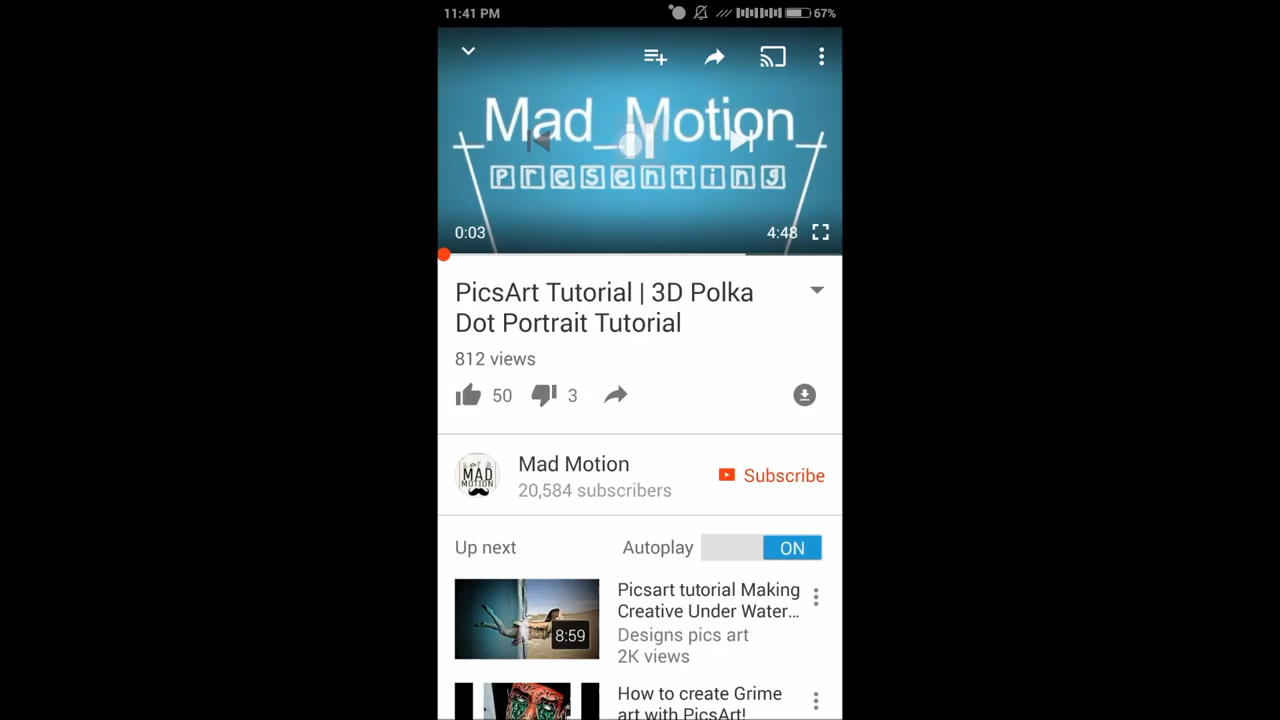 11:41 PM
67%
_Mad_Motion_
Presenting
0:03
4:48
PicsArt Tutorial | 3D Polka
Dot Portrait Tutorial
812 views
50
3
MAD
MOTION
Mad Motion
20,584 subscribers
Subscribe
Up next
Autoplay
ON
8:59
Picsart tutorial Making
Creative Under Water...
Designs pics art
2K views
How to create Grime
art with PicsArt!